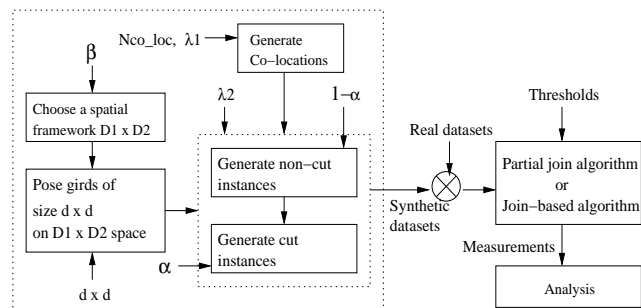 Nco_loc, λ1
Generate
Co−locations
β
Choose a spatial
framework D1 x D2
λ2
1−α
Thresholds
Real datasets
Pose girds of
size d x d
on D1 x D2 space
Generate non−cut
instances
Synthetic
datasets
Partial join algorithm
or
Join−based algorithm
Generate cut
instances
α
d x d
Measurements
Analysis